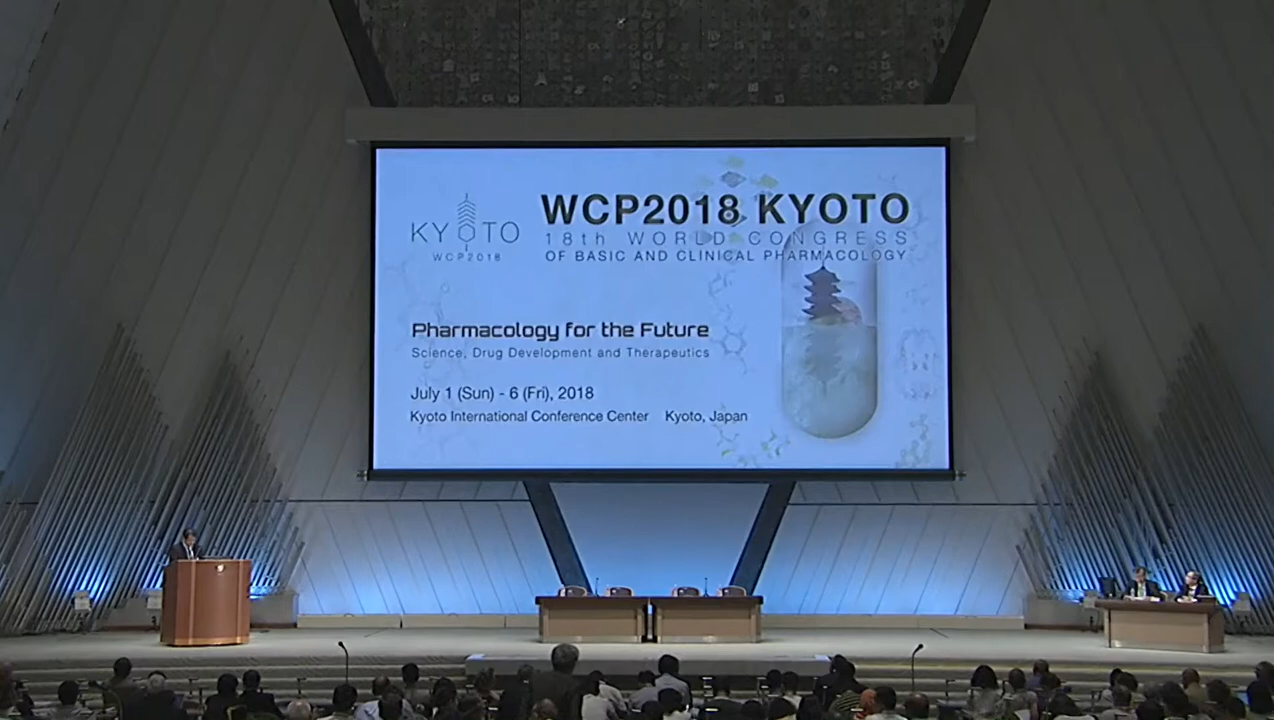 KYOTO
WCP2018
WCP2018 KYOTO
18th WORLD CONGRESS
OF BASIC AND CLINICAL PHARMACOLOGY
Pharmacology for the Future
Science, Drug Development and Therapeutics
July 1 (Sun) - 6 (Fri), 2018
Kyoto International Conference Center Kyoto, Japan